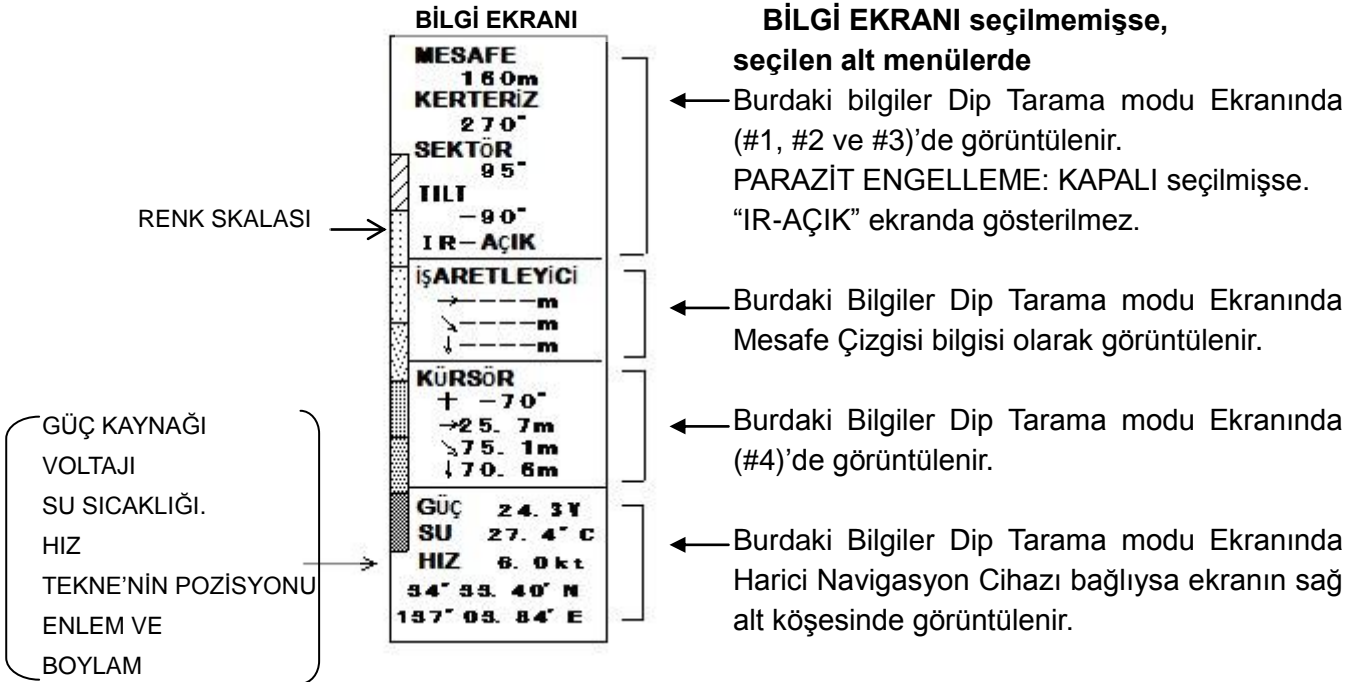 BİLGİ EKRANI
MESAFE
160m
KERTERİZ
270°
SEKTÖR
95°
TILT
−90°
IR−AÇIK
İŞARETLEYİCİ
→−−−−m
↘−−−−m
↓−−−−m
KÜRSÖR
+ −70°
→25. 7m
↘75. 1m
↓70. 6m
GÜÇ 24. 3V
SU 27. 4° C
HIZ 6. 0kt
34° 33. 40' N
137° 03. 84' E
RENK SKALASI
GÜÇ KAYNAĞI
VOLTAJI
SU SICAKLIĞI.
HIZ
TEKNE’NİN POZİSYONU
ENLEM VE
BOYLAM
BİLGİ EKRANI seçilmemişse,
seçilen alt menülerde
Burdaki bilgiler Dip Tarama modu Ekranında
(#1, #2 ve #3)’de görüntülenir.
PARAZİT ENGELLEME: KAPALI seçilmişse.
“IR-AÇIK” ekranda gösterilmez.
Burdaki Bilgiler Dip Tarama modu Ekranında
Mesafe Çizgisi bilgisi olarak görüntülenir.
Burdaki Bilgiler Dip Tarama modu Ekranında
(#4)’de görüntülenir.
Burdaki Bilgiler Dip Tarama modu Ekranında
Harici Navigasyon Cihazı bağlıysa ekranın sağ
alt köşesinde görüntülenir.